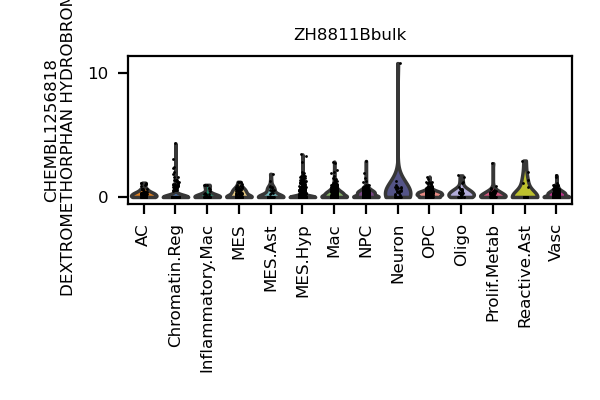 ZH8811Bbulk
CHEMBL1256818
DEXTROMETHORPHAN HYDROBROM
10
0
AC
Chromatin.Reg
Inflammatory.Mac
MES
MES.Ast
MES.Hyp
Mac
NPC
Neuron
OPC
Oligo
Prolif.Metab
Reactive.Ast
Vasc